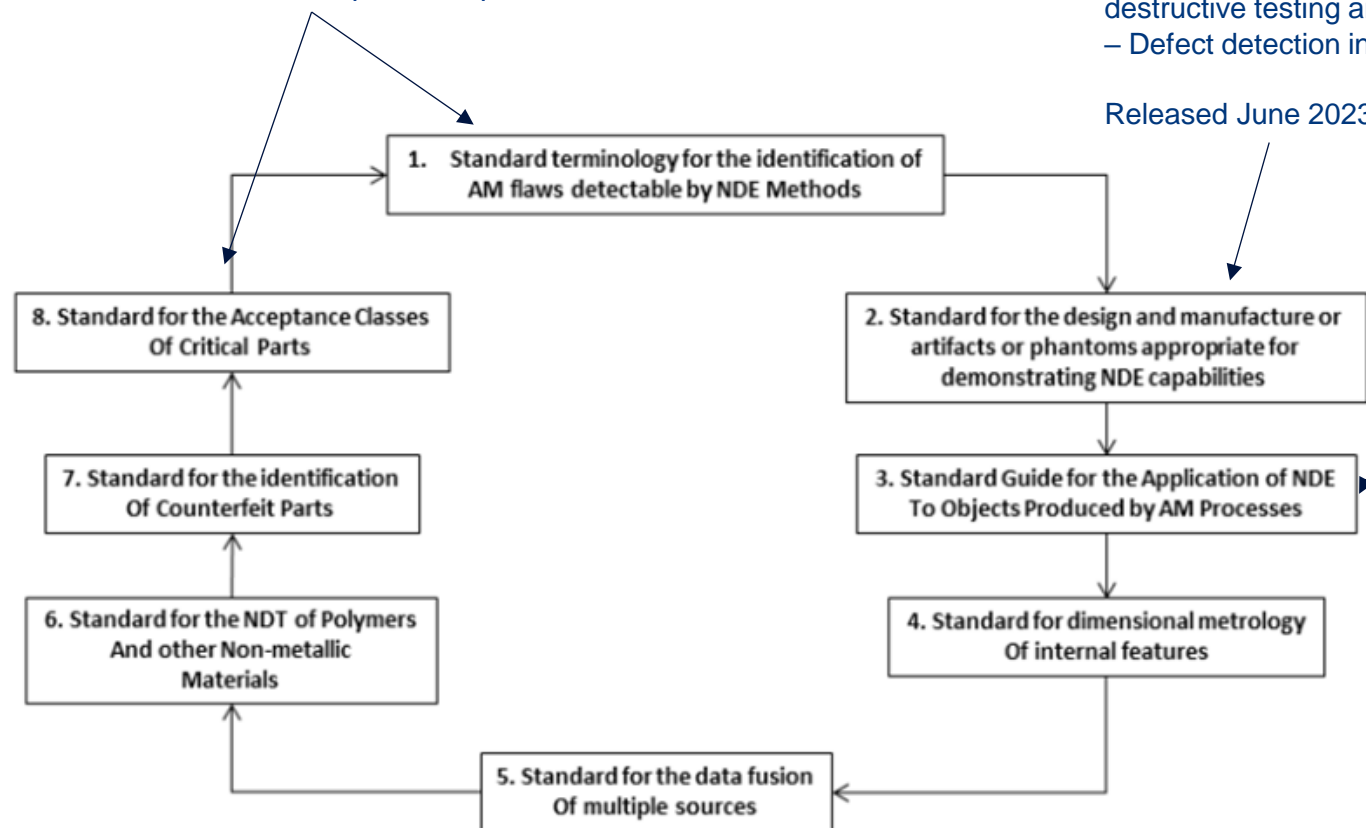 destructive testing a
– Defect detection in
Released June 2023
1. Standard terminology for the identification of
AM flaws detectable by NDE Methods
8. Standard for the Acceptance Classes
Of Critical Parts
2. Standard for the design and manufacture or
artifacts or phantoms appropriate for
demonstrating NDE capabilities
7. Standard for the identification
Of Counterfeit Parts
3. Standard Guide for the Application of NDE
To Objects Produced by AM Processes
6. Standard for the NDT of Polymers
And other Non-metallic
Materials
4. Standard for dimensional metrology
Of internal features
5. Standard for the data fusion
Of multiple sources